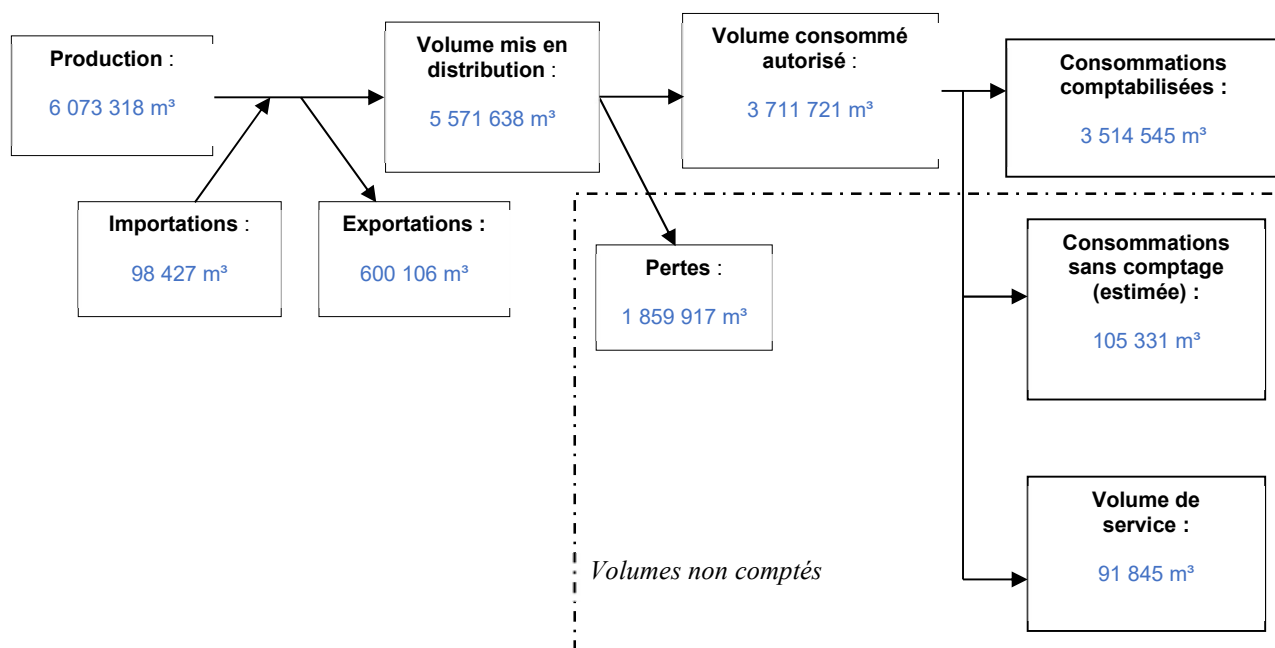 Production :
6 073 318 m³
Volume mis en
distribution :
5 571 638 m³
Volume consommé
autorisé :
3 711 721 m³
Consommations
comptabilisées :
3 514 545 m³
Importations :
98 427 m³
Exportations :
600 106 m³
Pertes :
1 859 917 m³
Consommations
sans comptage
(estimée) :
105 331 m³
Volume de
service :
91 845 m³
Volumes non comptés